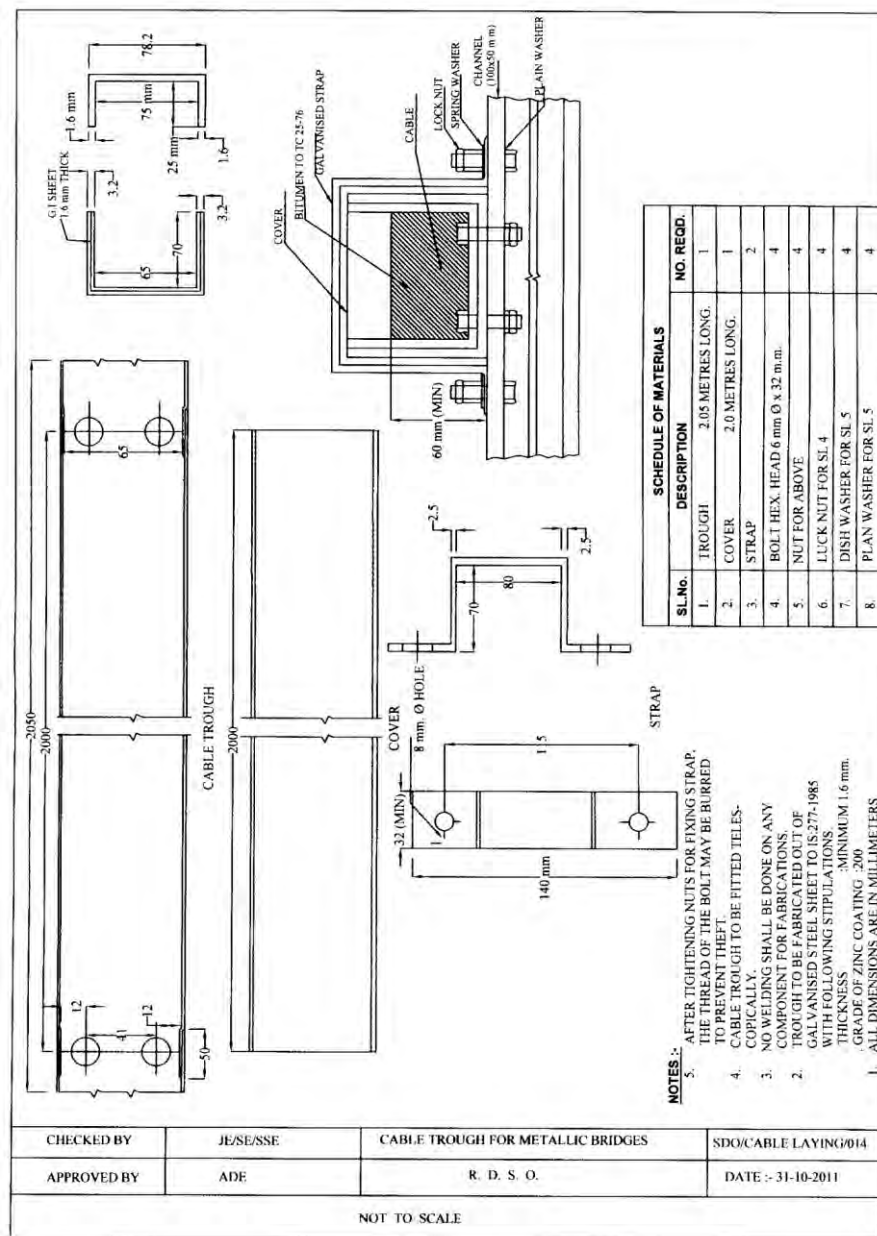 2050
2000
12
41
12
50
65
CABLE TROUGH
2000
COVER
G.I SHEET
1.6 mm THICK
3.2
65
70
3.2
1.6 mm
78.2
75 mm
25 mm
1.6
COVER
BITUMEN TO TC 25-76
GALVANISED STRAP
CABLE
LOCK NUT
SPRING WASHER
CHANNEL
(100x50 m m)
PLAIN WASHER
60 mm (MIN)
8 mm. Ø HOLE
32 (MIN)
1
115
140 mm
STRAP
2.5
70
80
2.5
SCHEDULE OF MATERIALS
SL.No. DESCRIPTION NO. REQD.
1. TROUGH 2.05 METRES LONG. 1
2. COVER 2.0 METRES LONG. 1
3. STRAP 2
4. BOLT HEX. HEAD 6 mm Ø x 32 m.m. 4
5. NUT FOR ABOVE 4
6. LUCK NUT FOR SL 4 4
7. DISH WASHER FOR SL 5 4
8. PLAN WASHER FOR SL 5 4
NOTES :-
5. AFTER TIGHTENING NUTS FOR FIXING STRAP.
THE THREAD OF THE BOLT MAY BE BURRED
TO PREVENT THEFT.
4. CABLE TROUGH TO BE FITTED TELES-
COPICALLY.
3. NO WELDING SHALL BE DONE ON ANY
COMPONENT FOR FABRICATIONS.
2. TROUGH TO BE FABRICATED OUT OF
GALVANISED STEEL SHEET TO IS:277-1985
WITH FOLLOWING STIPULATIONS.
THICKNESS :MINIMUM 1.6 mm.
GRADE OF ZINC COATING :200
1. ALL DIMENSIONS ARE IN MILLIMETERS
CHECKED BY JE/SE/SSE CABLE TROUGH FOR METALLIC BRIDGES SDO/CABLE LAYING/014
APPROVED BY ADE R. D. S. O. DATE :- 31-10-2011
NOT TO SCALE